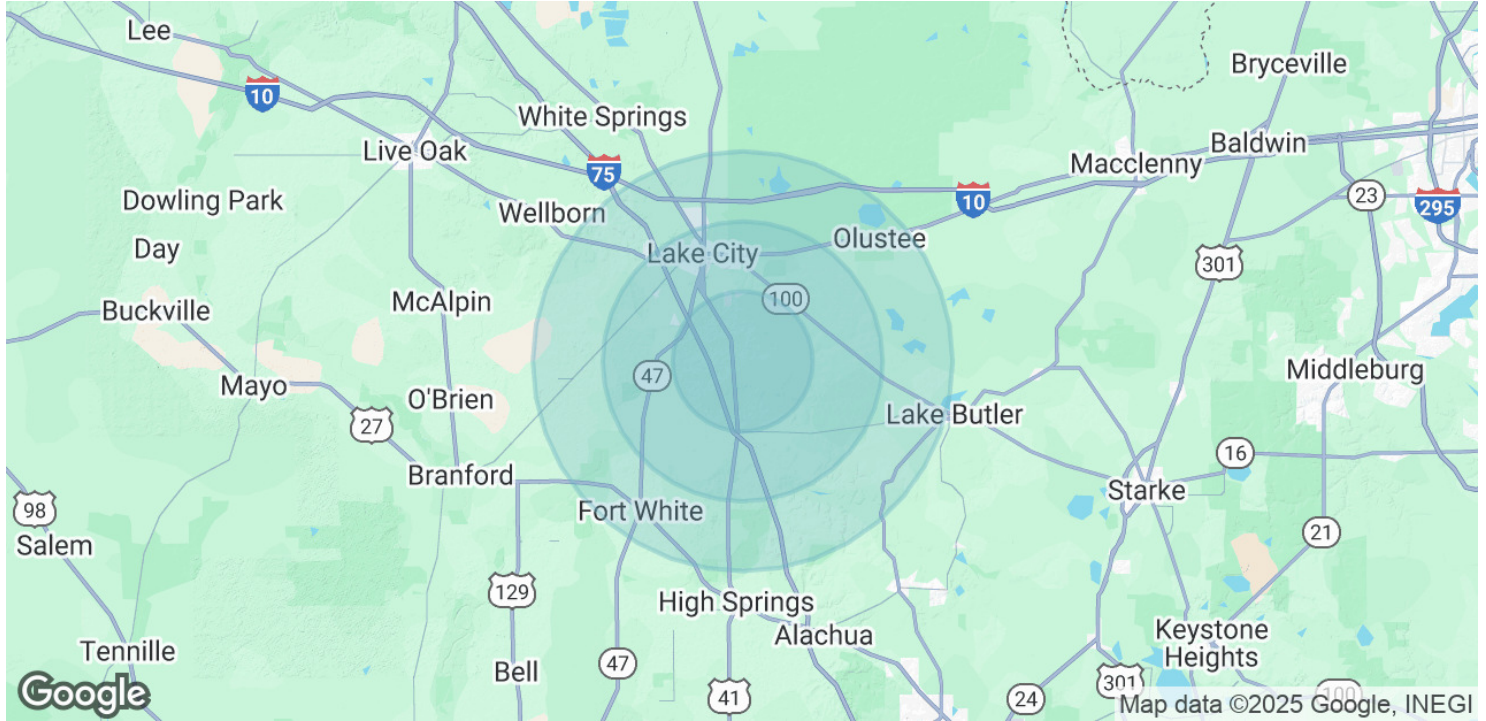 Lee
Bryceville
10
White Springs
Baldwin
Live Oak
Macclenny
75
10
23
295
Dowling Park
Wellborn
Day
Lake City
Olustee
301
Buckville
McAlpin
100
Middleburg
47
Mayo
O'Brien
27
Lake Butler
16
Branford
Starke
98
Fort White
21
Salem
129
High Springs
Alachua
Keystone
Heights
Tennille
Bell
47
41
24
301
100
Google
Map data ©2025 Google, INEGI